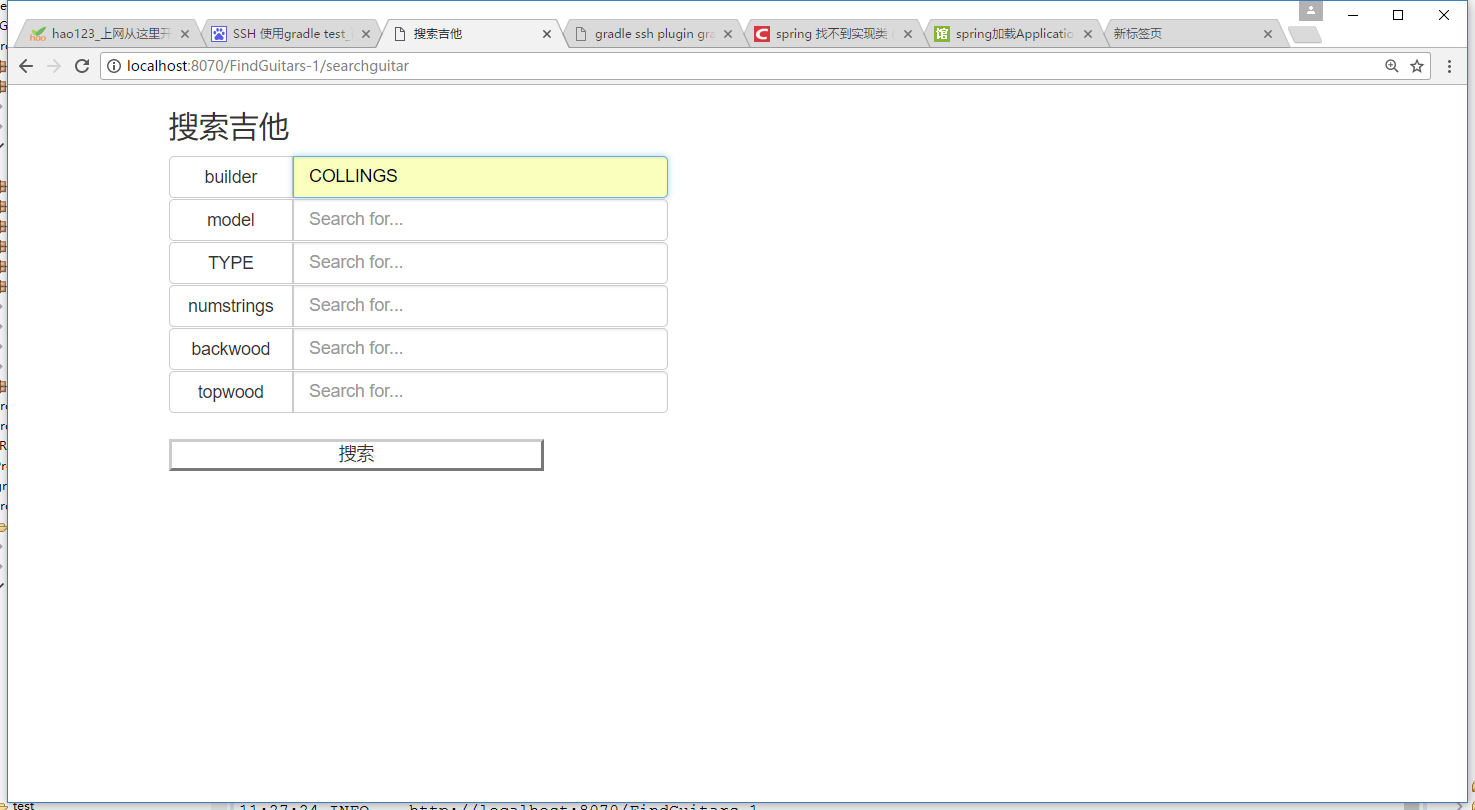 hao123_上网从这里开
SSH 使用gradle test_
搜索吉他
gradle ssh plugin gra
spring 找不到实现类
spring加载Applicatio
新标签页
localhost:8070/FindGuitars-1/searchguitar
搜索吉他
builder COLLINGS
model Search for...
TYPE Search for...
numstrings Search for...
backwood Search for...
topwood Search for...
搜索
test
11:27:24 INFO http://localhost:8070/FindGuitars-1